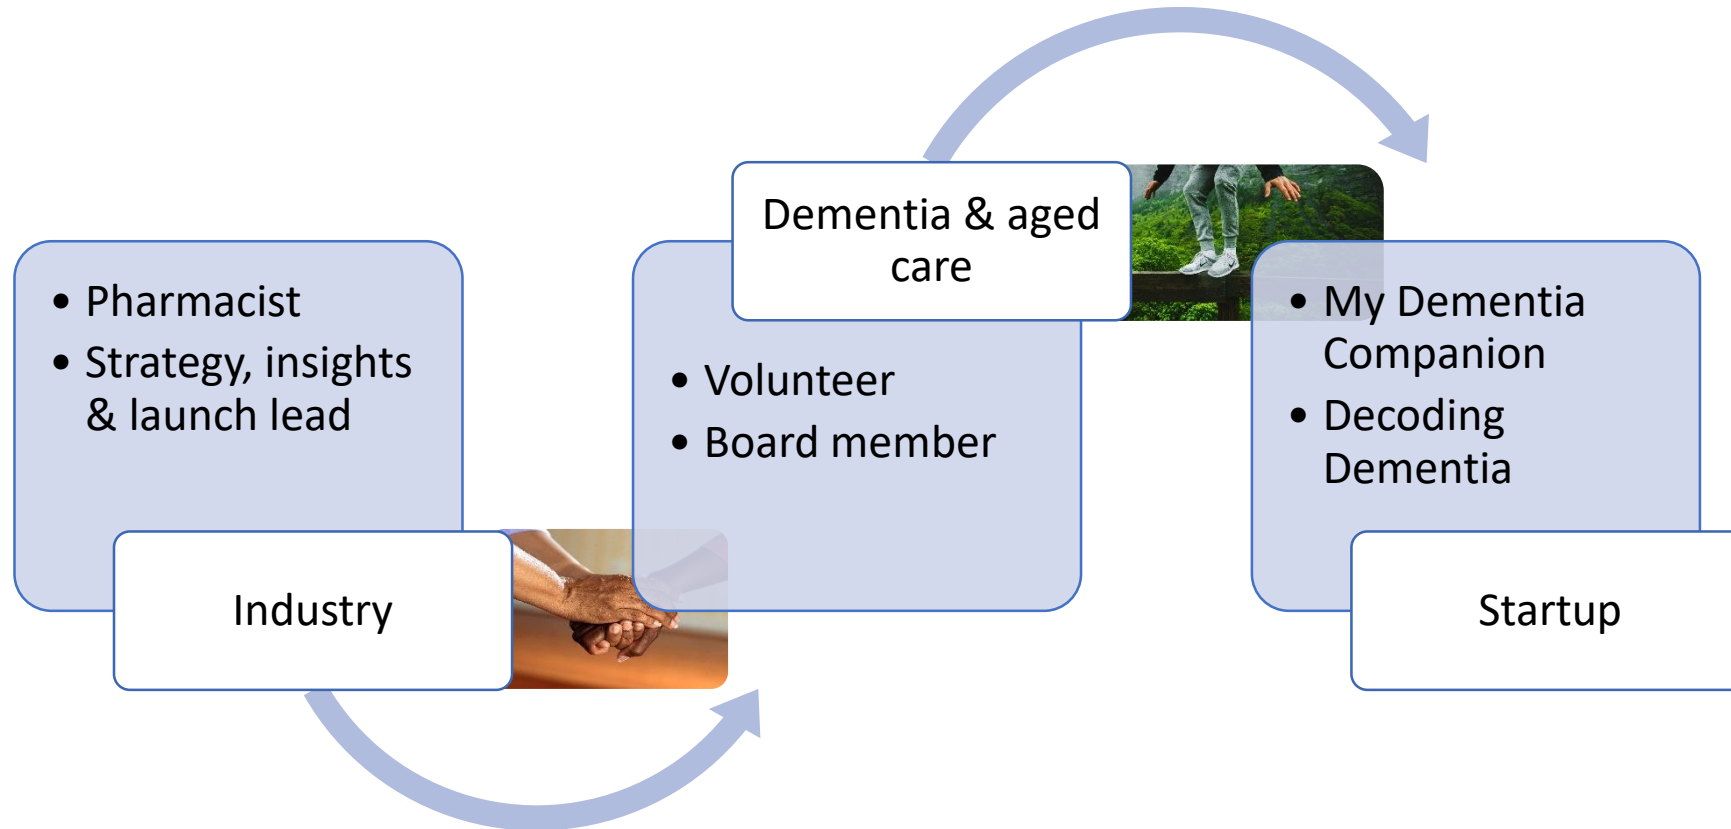 • Pharmacist
• Strategy, insights
& launch lead
Industry
Dementia & aged
care
• Volunteer
• Board member
• My Dementia
Companion
• Decoding
Dementia
Startup